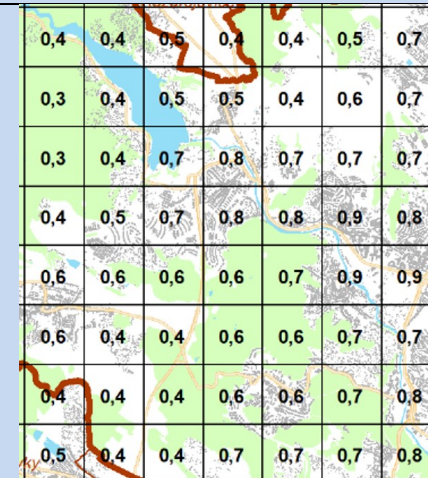 0,4 0,4 0,5 0,4 0,4 0,5 0,7
0,3 0,4 0,5 0,5 0,4 0,6 0,7
0,3 0,4 0,7 0,8 0,7 0,7 0,7
0,4 0,5 0,7 0,8 0,8 0,9 0,8
0,6 0,6 0,6 0,6 0,7 0,9 0,9
0,6 0,4 0,4 0,6 0,6 0,7 0,7
0,4 0,4 0,4 0,6 0,6 0,7 0,8
0,5 0,4 0,4 0,7 0,7 0,7 0,8
ky